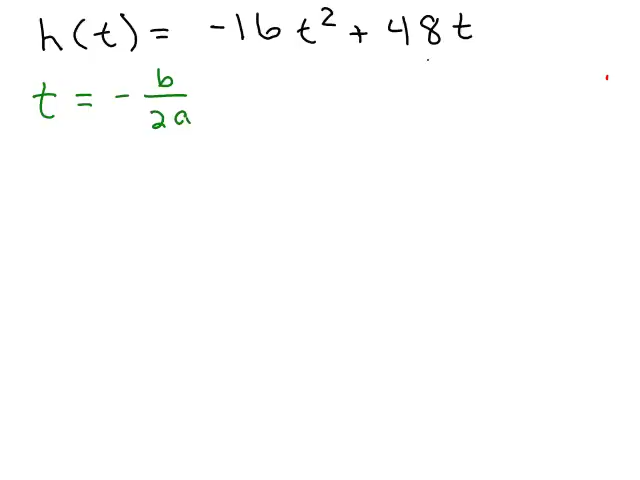 h(t) = -16t² + 48t
t = - b/2a